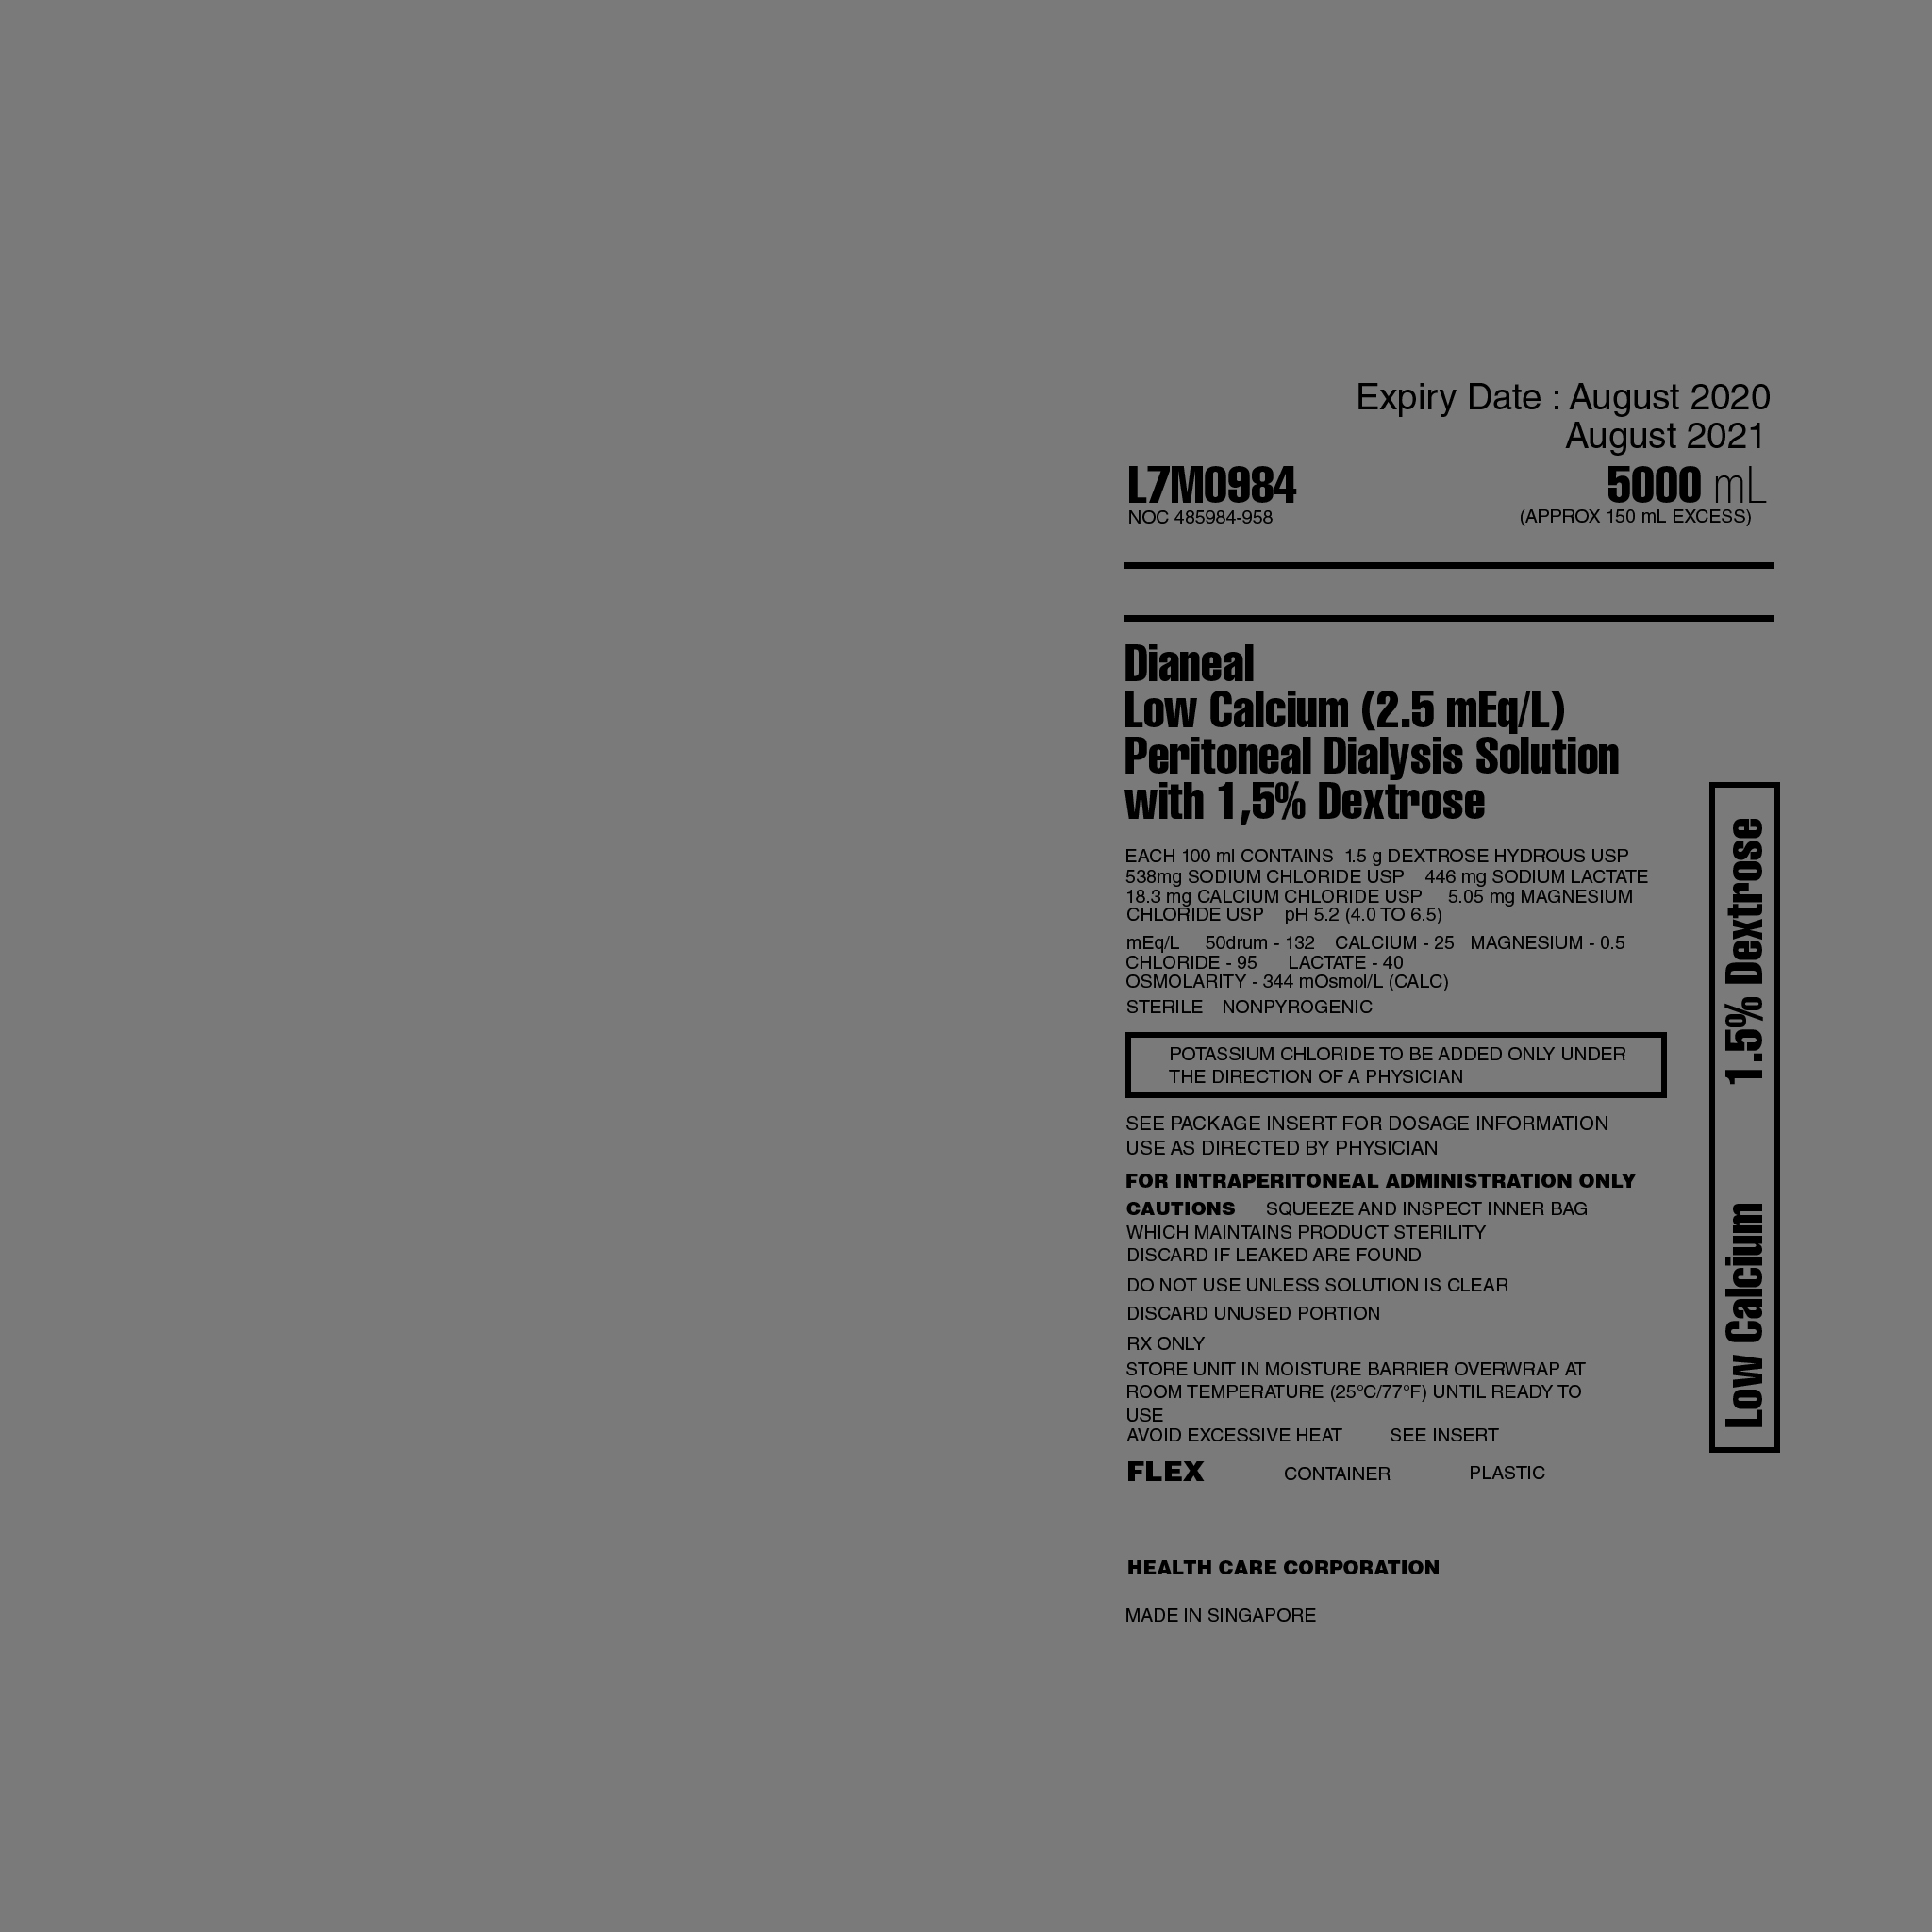 Expiry Date : August 2020
August 2021
L7M0984 5000 mL
NOC 485984-958 (APPROX 150 mL EXCESS)
Dianeal
Low Calcium (2.5 mEq/L)
Peritoneal Dialysis Solution
with 1,5% Dextrose
EACH 100 ml CONTAINS 1.5 g DEXTROSE HYDROUS USP
538mg SODIUM CHLORIDE USP 446 mg SODIUM LACTATE
18.3 mg CALCIUM CHLORIDE USP 5.05 mg MAGNESIUM
CHLORIDE USP pH 5.2 (4.0 TO 6.5)
mEq/L 50drum - 132 CALCIUM - 25 MAGNESIUM - 0.5
CHLORIDE - 95 LACTATE - 40
OSMOLARITY - 344 mOsmol/L (CALC)
STERILE NONPYROGENIC
POTASSIUM CHLORIDE TO BE ADDED ONLY UNDER
THE DIRECTION OF A PHYSICIAN
SEE PACKAGE INSERT FOR DOSAGE INFORMATION
USE AS DIRECTED BY PHYSICIAN
FOR INTRAPERITONEAL ADMINISTRATION ONLY
CAUTIONS SQUEEZE AND INSPECT INNER BAG
WHICH MAINTAINS PRODUCT STERILITY
DISCARD IF LEAKED ARE FOUND
DO NOT USE UNLESS SOLUTION IS CLEAR
DISCARD UNUSED PORTION
RX ONLY
STORE UNIT IN MOISTURE BARRIER OVERWRAP AT
ROOM TEMPERATURE (25°C/77°F) UNTIL READY TO
USE
AVOID EXCESSIVE HEAT SEE INSERT
FLEX CONTAINER PLASTIC
HEALTH CARE CORPORATION
MADE IN SINGAPORE
Low Calcium 1.5% Dextrose